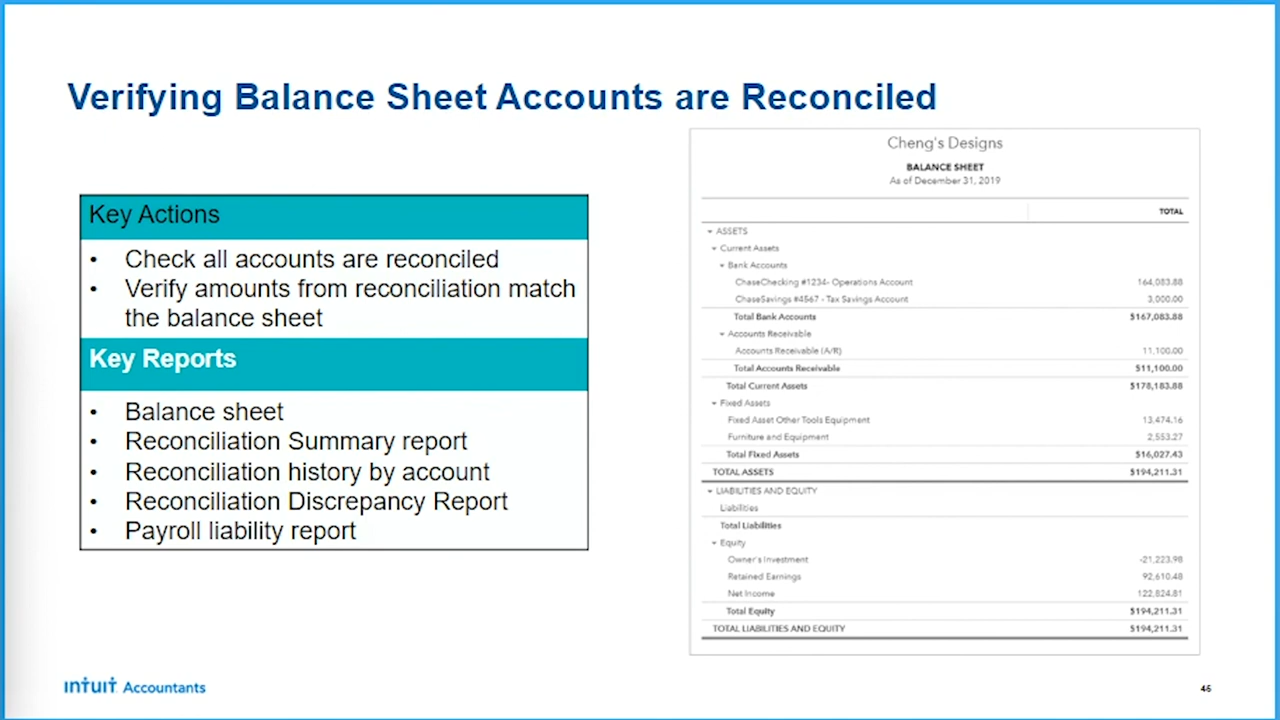 Verifying Balance Sheet Accounts are Reconciled
Key Actions
• Check all accounts are reconciled
• Verify amounts from reconciliation match
the balance sheet
Key Reports
• Balance sheet
• Reconciliation Summary report
• Reconciliation history by account
• Reconciliation Discrepancy Report
• Payroll liability report
Cheng's Designs
BALANCE SHEET
As of December 31, 2019
TOTAL
ASSETS
Current Assets
Bank Accounts
ChaseChecking #1234- Operations Account 164,083.88
ChaseSavings #4567 - Tax Savings Account 3,000.00
Total Bank Accounts $167,083.88
Accounts Receivable
Accounts Receivable (A/R) 11,100.00
Total Accounts Receivable $11,100.00
Total Current Assets $178,183.88
Fixed Assets
Fixed Asset Other Tools Equipment 13,474.16
Furniture and Equipment 2,553.27
Total Fixed Assets $16,027.43
TOTAL ASSETS $194,211.31
LIABILITIES AND EQUITY
Liabilities
Total Liabilities
Equity
Owner's Investment -21,223.98
Retained Earnings 92,610.48
Net Income 122,824.81
Total Equity $194,211.31
TOTAL LIABILITIES AND EQUITY $194,211.31
INTUIT Accountants
46